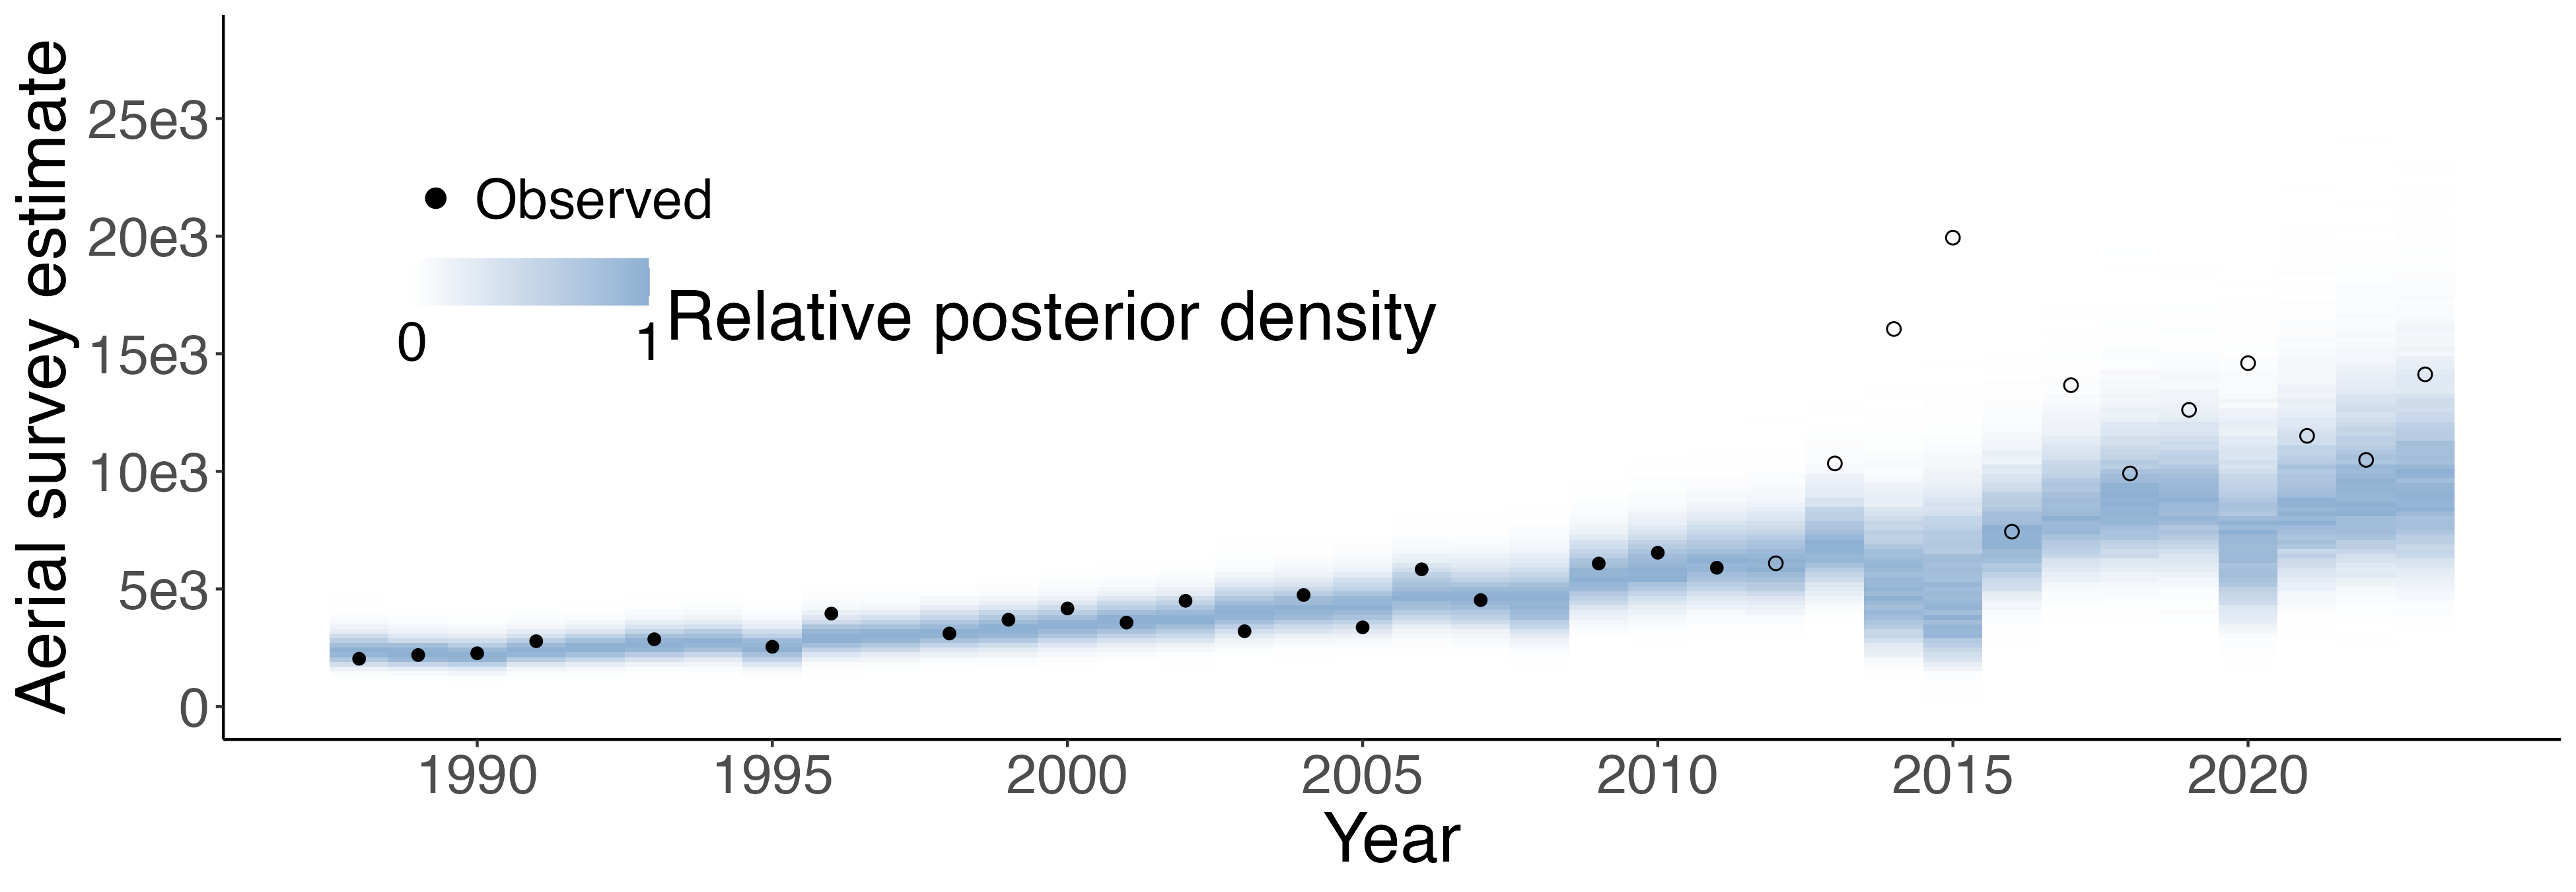 Aerial survey estimate
25e3
20e3
15e3
10e3
5e3
0
Observed
0 1
Relative posterior density
1990 1995 2000 2005 2010 2015 2020
Year